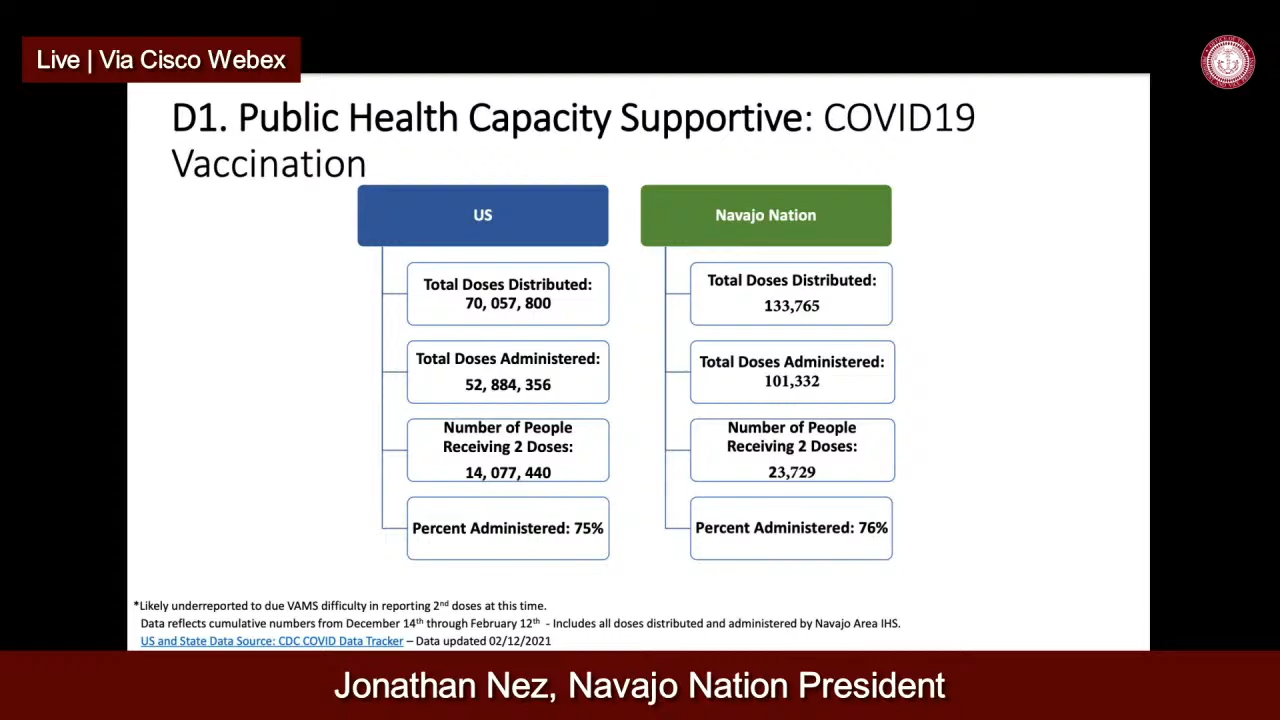 Live | Via Cisco Webex
D1. Public Health Capacity Supportive: COVID19
Vaccination
US
Total Doses Distributed:
70, 057, 800
Total Doses Administered:
52, 884, 356
Number of People
Receiving 2 Doses:
14, 077, 440
Percent Administered: 75%
Navajo Nation
Total Doses Distributed:
133,765
Total Doses Administered:
101,332
Number of People
Receiving 2 Doses:
23,729
Percent Administered: 76%
*Likely underreported to due VAMS difficulty in reporting 2nd doses at this time.
Data reflects cumulative numbers from December 14th through February 12th - Includes all doses distributed and administered by Navajo Area IHS.
US and State Data Source: CDC COVID Data Tracker – Data updated 02/12/2021
Jonathan Nez, Navajo Nation President